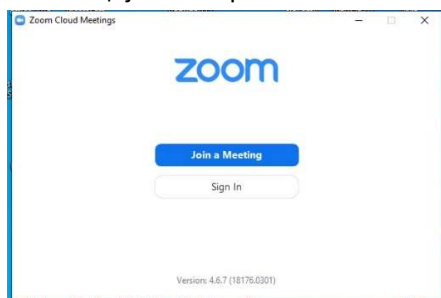 Zoom Cloud Meetings
zoom
Join a Meeting
Sign In
Version: 4.6.7 (18176.0301)